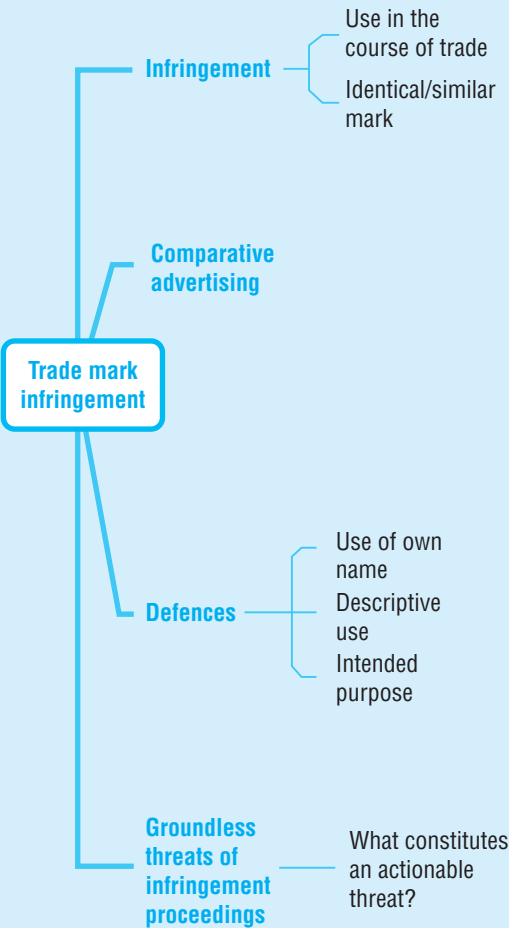 Trade mark
infringement
Infringement
Use in the
course of trade
Identical/similar
mark
Comparative
advertising
Defences
Use of own
name
Descriptive
use
Intended
purpose
Groundless
threats of
infringement
proceedings
What constitutes
an actionable
threat?